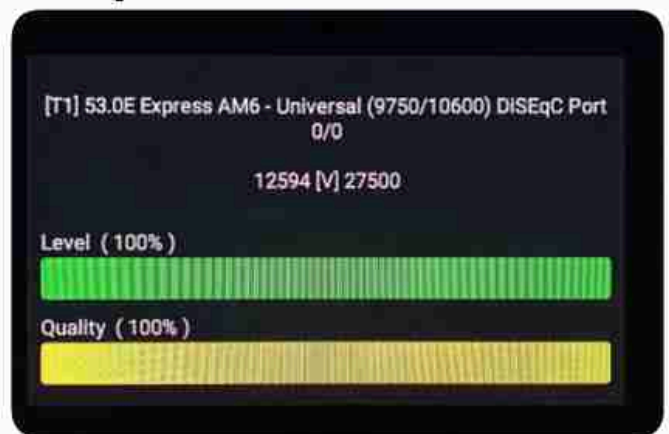 [T1] 53.0E Express AM6 - Universal (9750/10600) DISEqC Port
0/0
12594 [V] 27500
Level ( 100% )
Quality ( 100% )